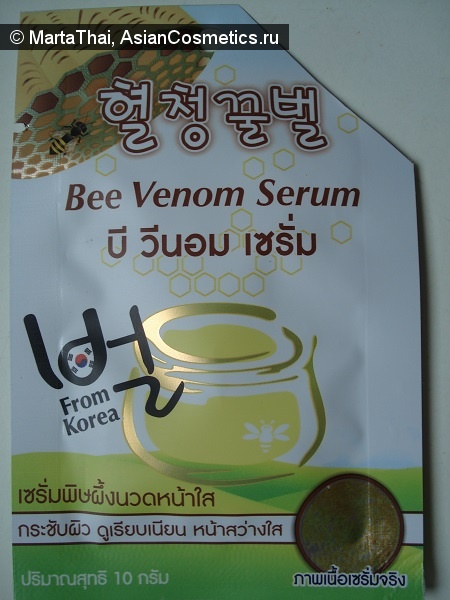 © MartaThai, AsianCosmetics.ru
혈청꿀벌
Bee Venom Serum
บี วีนอม เซรั่ม
벌
From
Korea
เซรั่มพิษผึ้งนวดหน้าใส
กระชับผิว ดูเรียบเนียน หน้าสว่างใส
ปริมาณสุทธิ 10 กรัม
ภาพเนื้อเซรั่มจริง